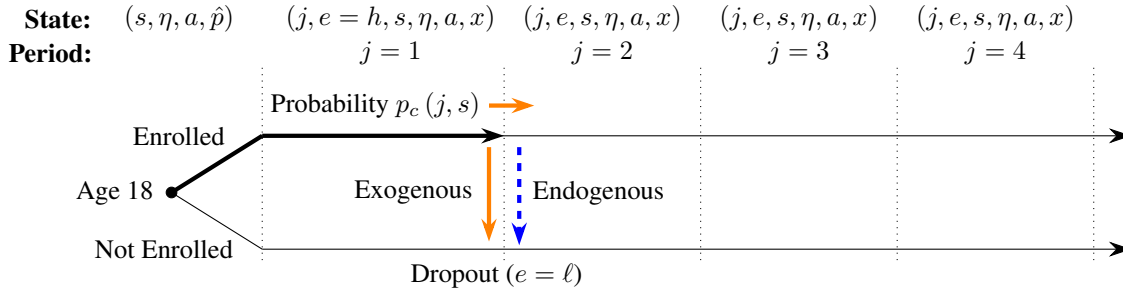 State: (s, η, a, p̂) (j, e = h, s, η, a, x) (j, e, s, η, a, x) (j, e, s, η, a, x) (j, e, s, η, a, x)
Period: j = 1 j = 2 j = 3 j = 4
Probability p_c (j, s)
Enrolled
Age 18 Exogenous Endogenous
Not Enrolled
Dropout (e = ℓ)